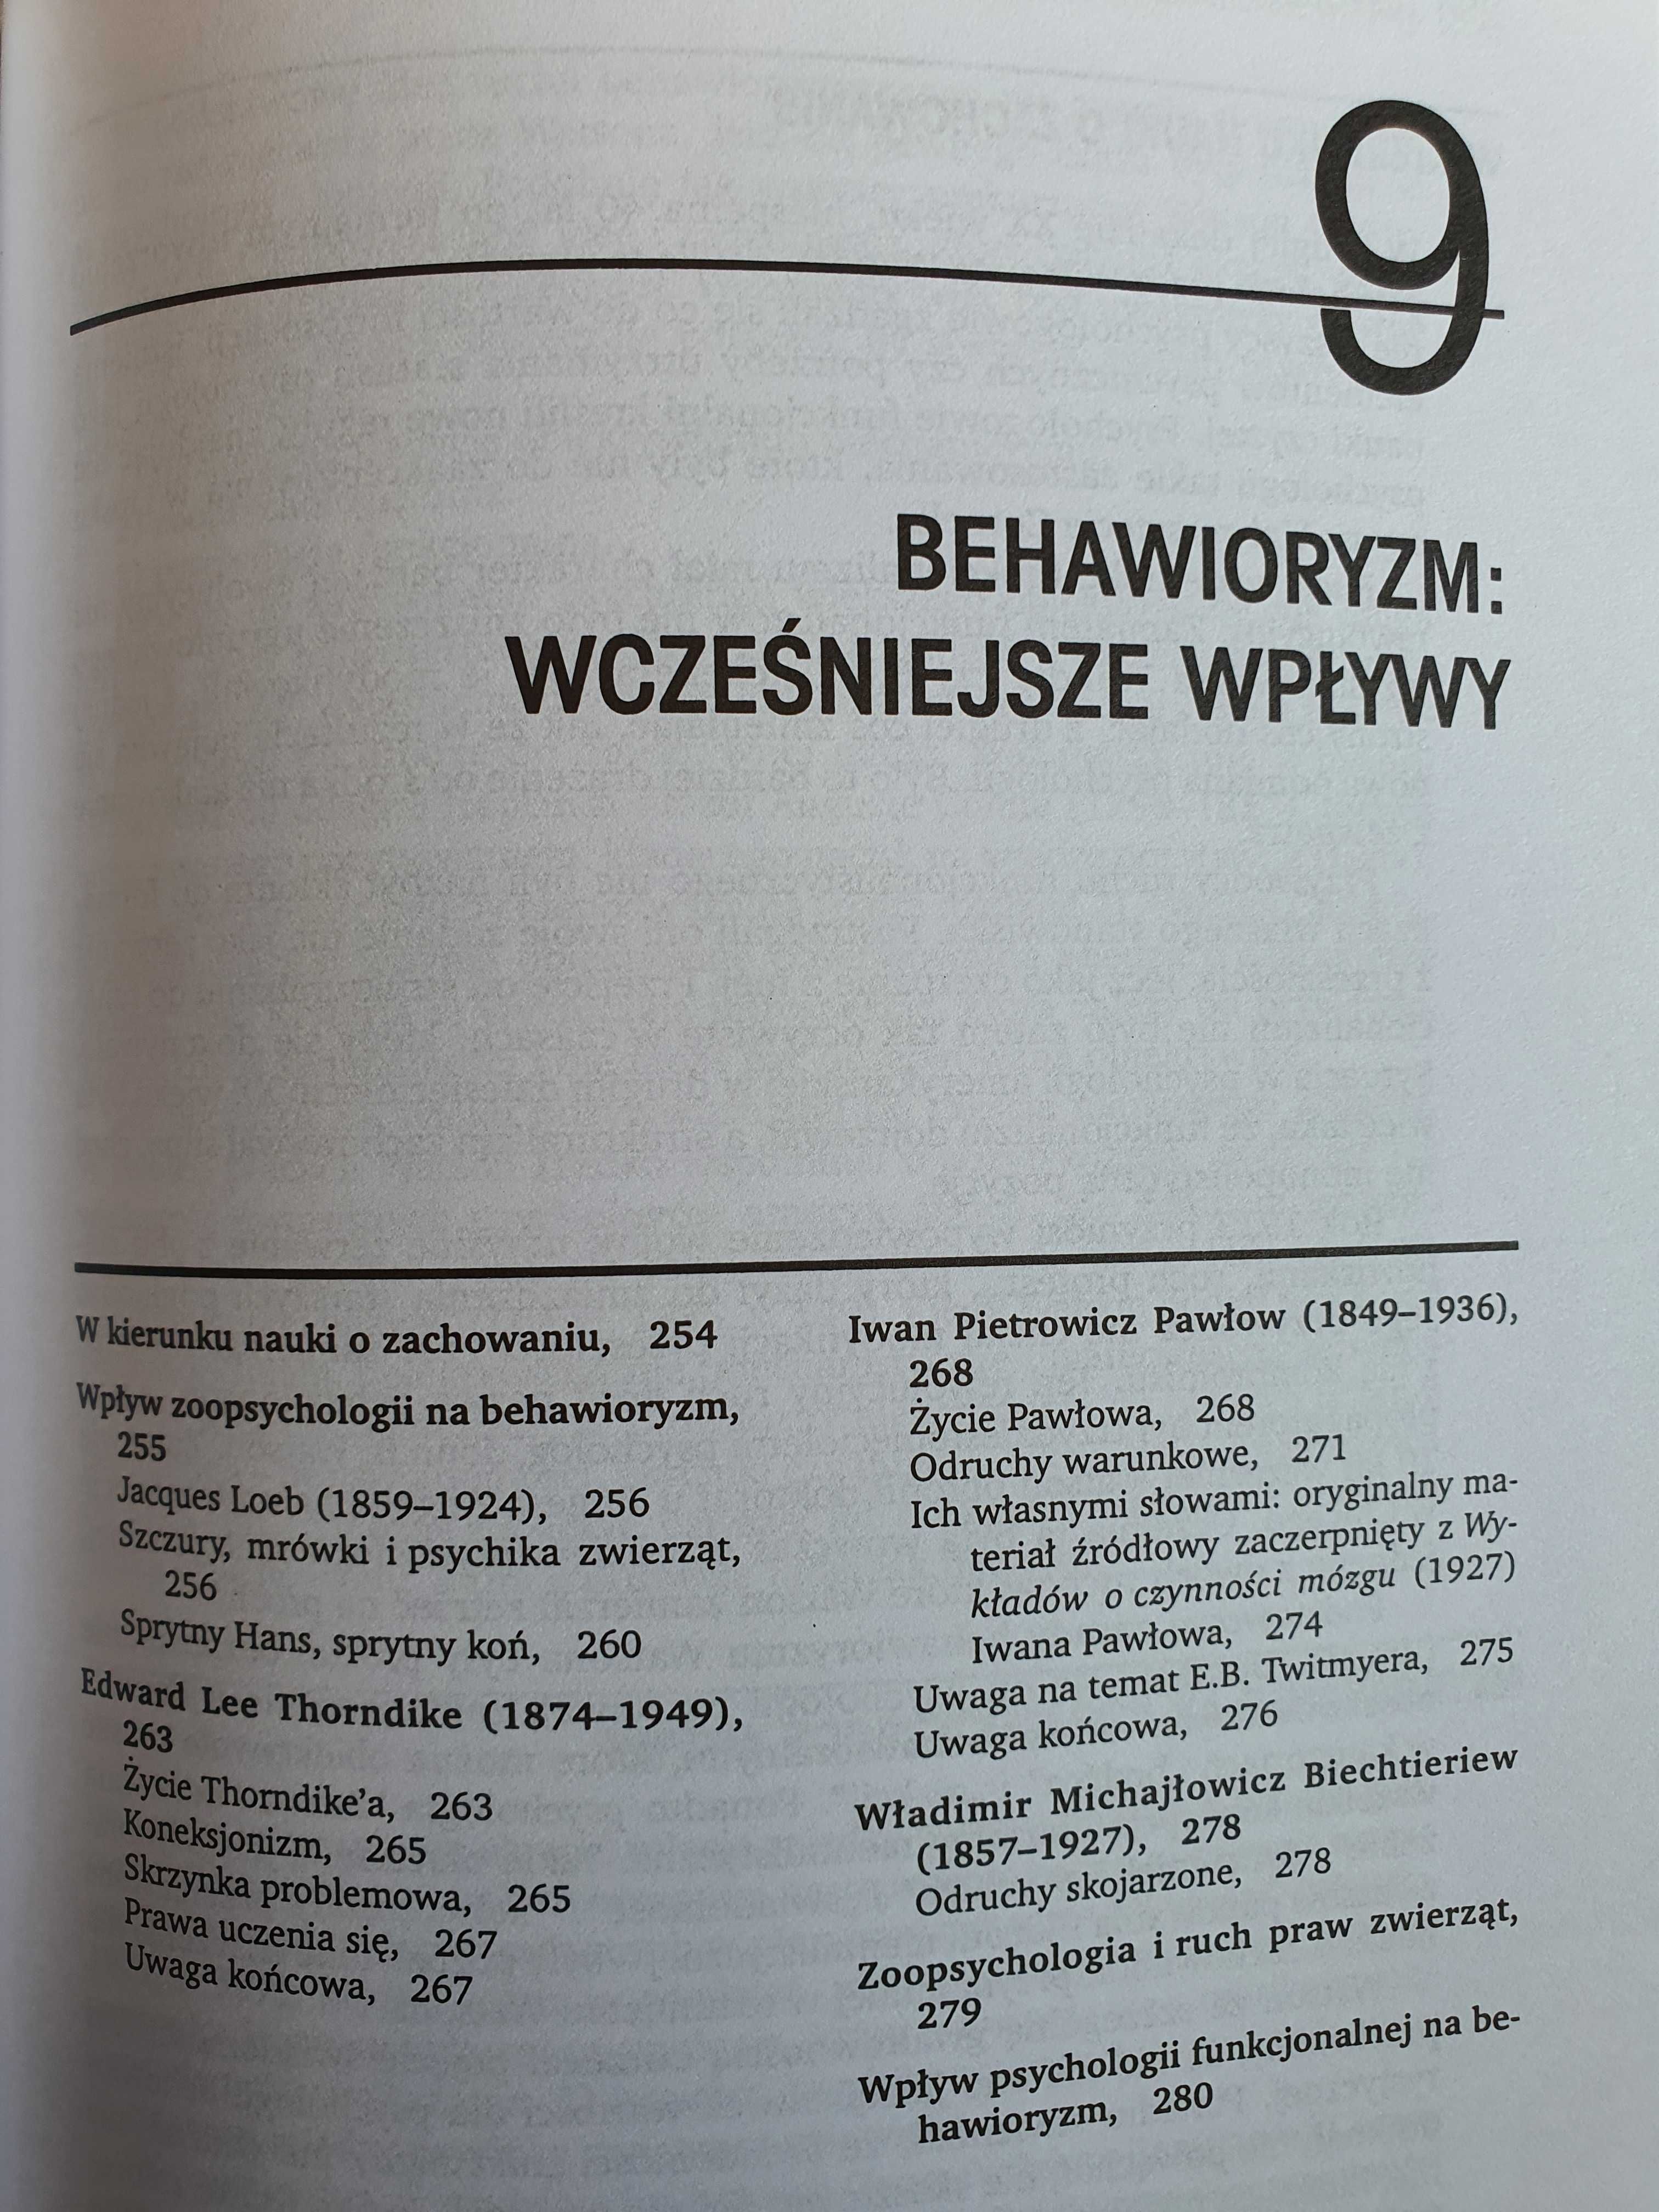 9
BEHAWIORYZM:
WCZEŚNIEJSZE WPŁYWY
W kierunku nauki o zachowaniu, 254
Wpływ zoopsychologii na behawioryzm,
255
Jacques Loeb (1859–1924), 256
Szczury, mrówki i psychika zwierząt,
256
Sprytny Hans, sprytny koń, 260
Edward Lee Thorndike (1874–1949),
263
Życie Thorndike’a, 263
Koneksjonizm, 265
Skrzynka problemowa, 265
Prawa uczenia się, 267
Uwaga końcowa, 267
Iwan Pietrowicz Pawłow (1849–1936),
268
Życie Pawłowa, 268
Odruchy warunkowe, 271
Ich własnymi słowami: oryginalny ma-
teriał źródłowy zaczerpnięty z Wy-
kładów o czynności mózgu (1927)
Iwana Pawłowa, 274
Uwaga na temat E.B. Twitmyera, 275
Uwaga końcowa, 276
Władimir Michajłowicz Biechtieriew
(1857–1927), 278
Odruchy skojarzone, 278
Zoopsychologia i ruch praw zwierząt,
279
Wpływ psychologii funkcjonalnej na be-
hawioryzm, 280